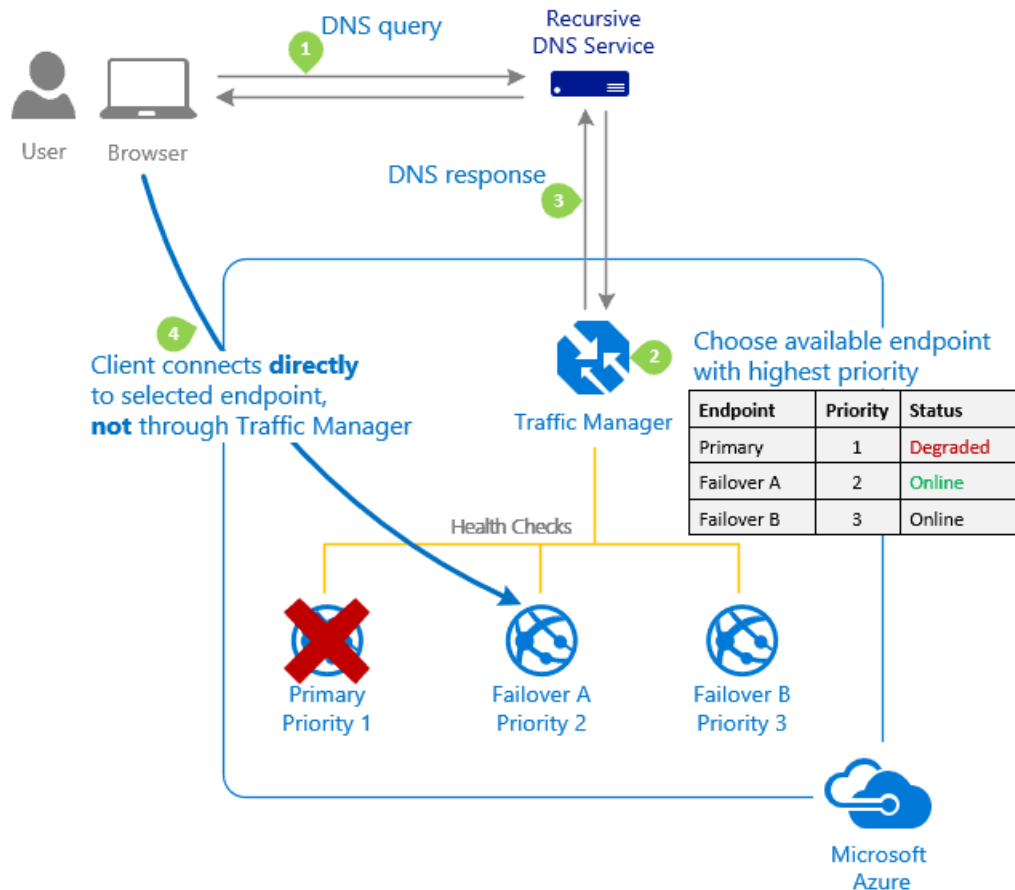 DNS query
1
Recursive
DNS Service
User
Browser
DNS response
3
4
Client connects directly
to selected endpoint,
not through Traffic Manager
2
Traffic Manager
Choose available endpoint
with highest priority
Endpoint Priority Status
Primary 1 Degraded
Failover A 2 Online
Failover B 3 Online
Health Checks
Primary
Priority 1
Failover A
Priority 2
Failover B
Priority 3
Microsoft
Azure